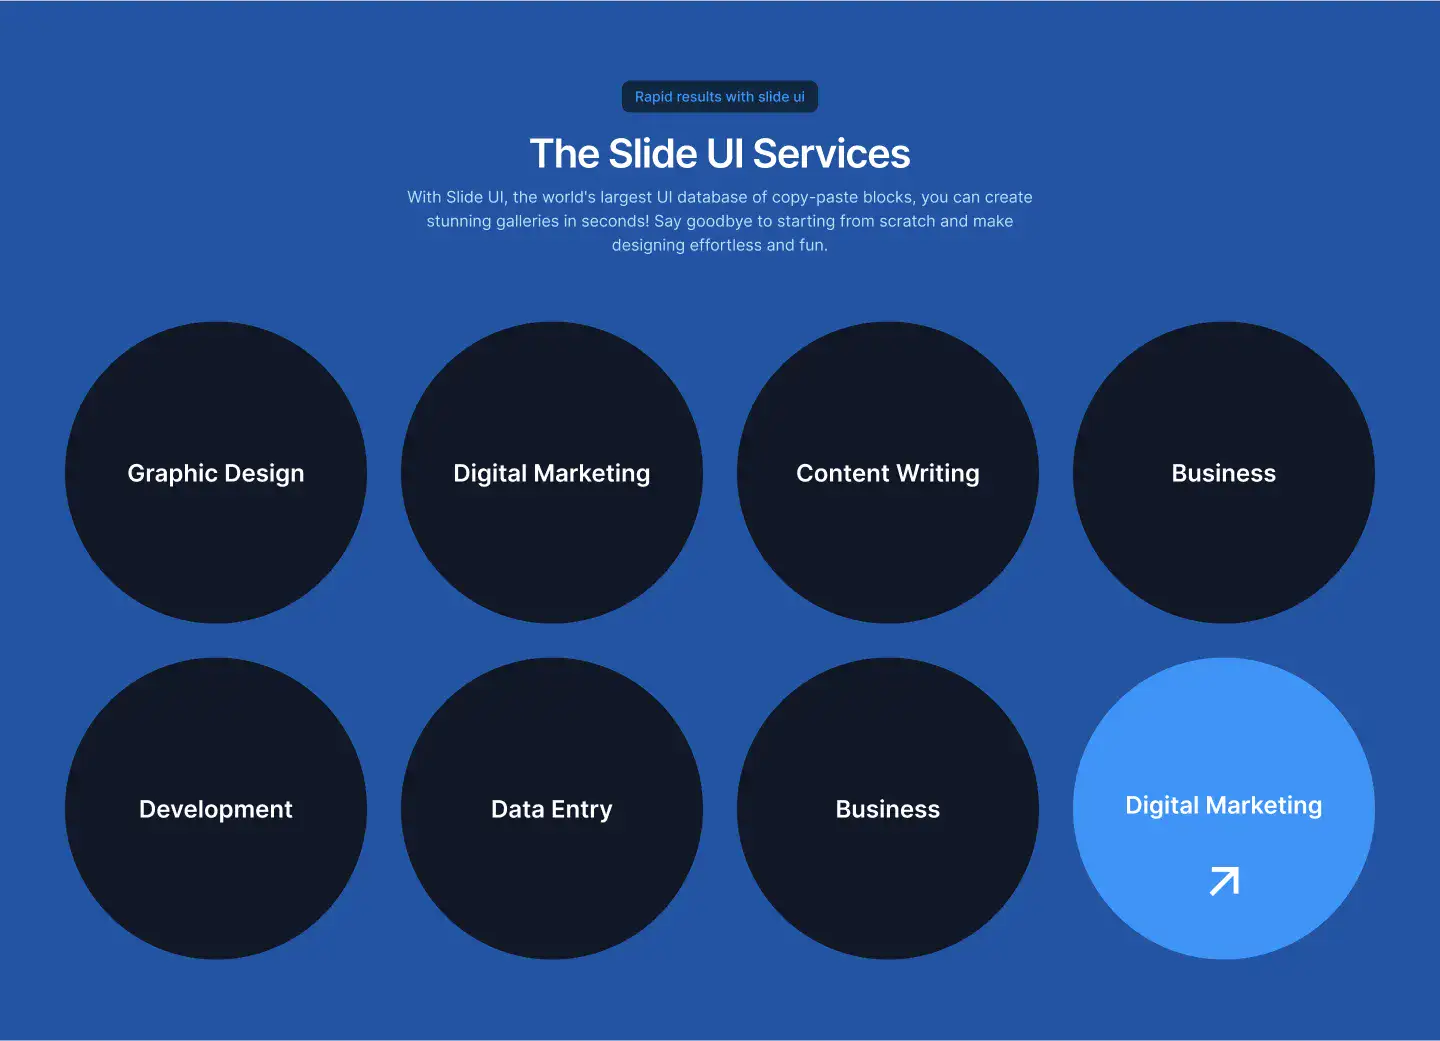 Rapid results with slide ui
The Slide UI Services
With Slide UI, the world's largest UI database of copy-paste blocks, you can create
stunning galleries in seconds! Say goodbye to starting from scratch and make
designing effortless and fun.
Graphic Design
Digital Marketing
Content Writing
Business
Development
Data Entry
Business
Digital Marketing